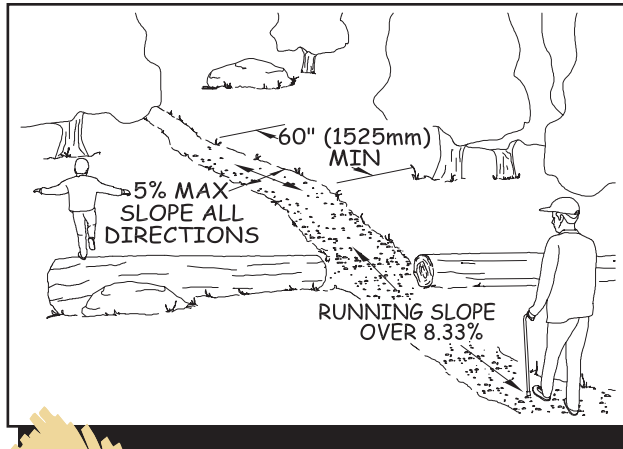 60" (1525mm)
MIN
5% MAX
SLOPE ALL
DIRECTIONS
RUNNING SLOPE
OVER 8.33%